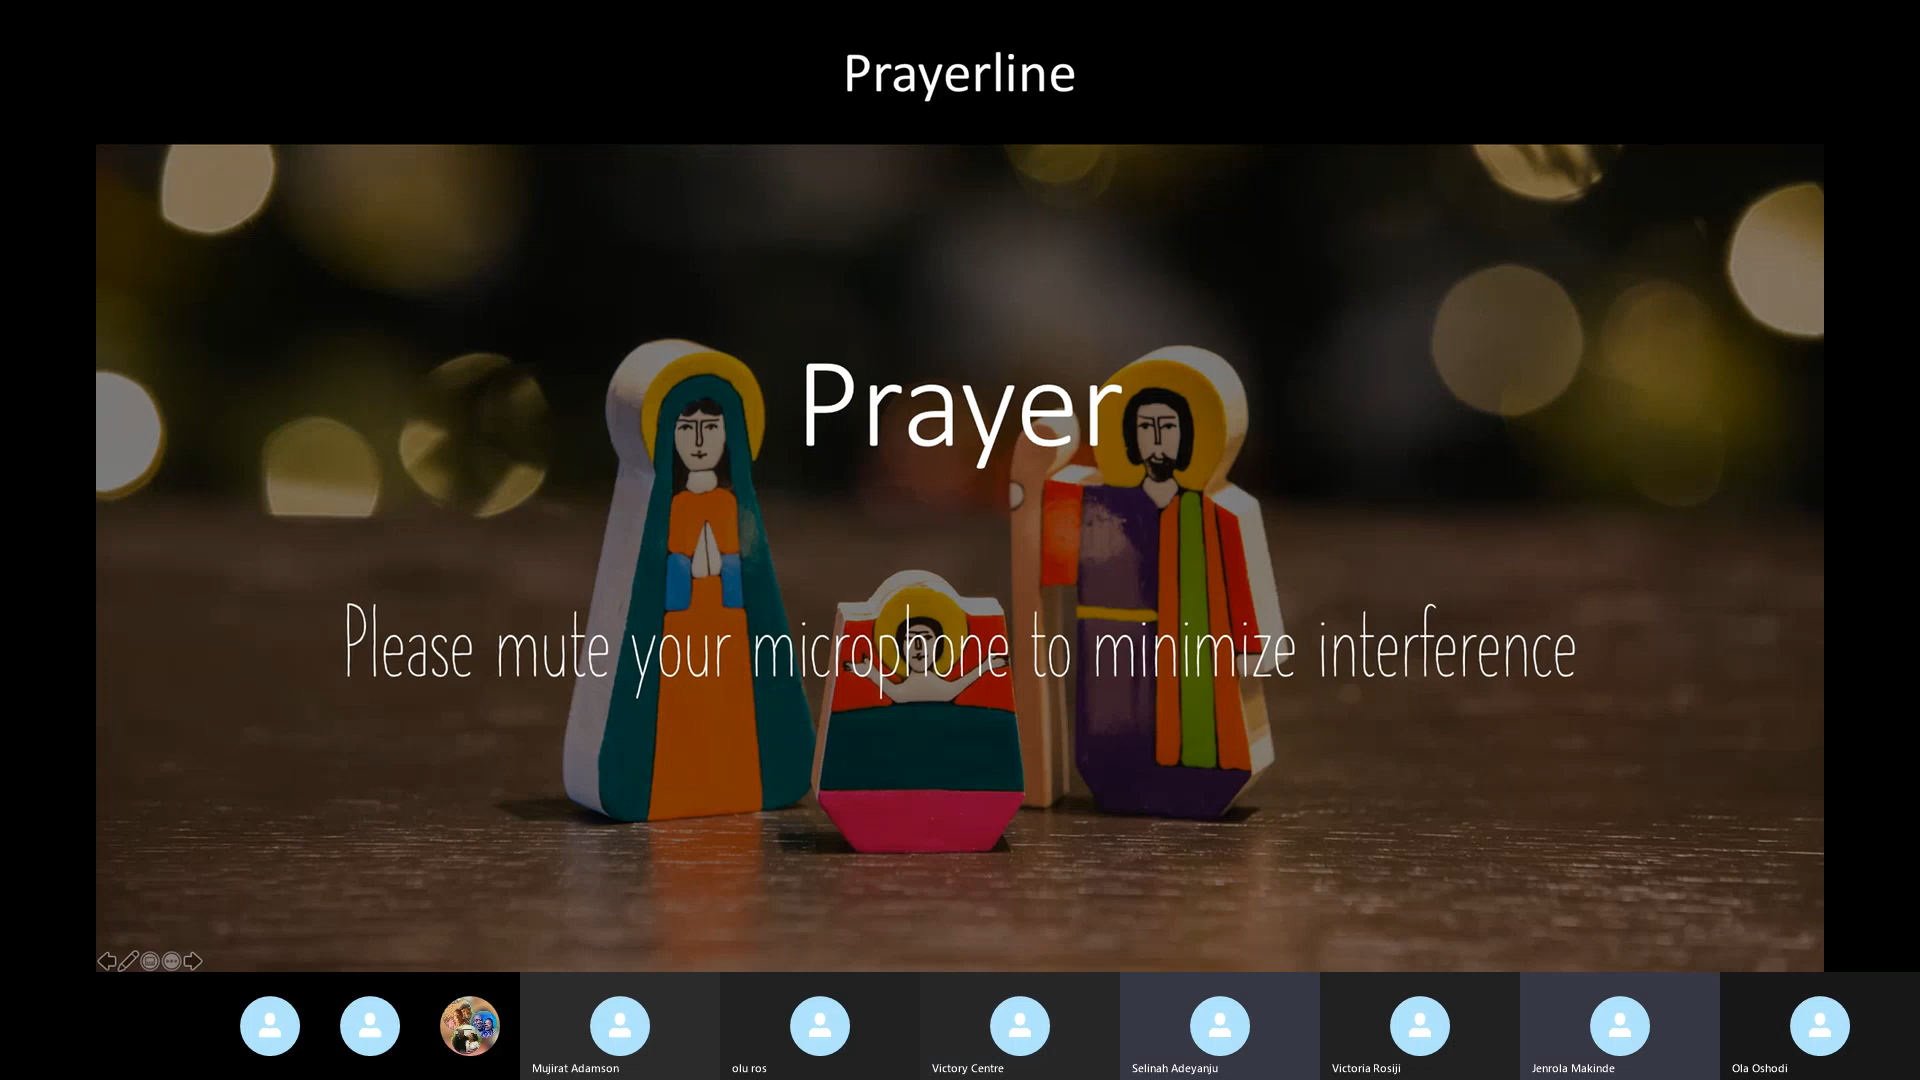 Prayerline
Prayer
Please mute your microphone to minimize interference
Mujirat Adamson
olu ros
Victory Centre
Selinah Adeyanju
Victoria Rosiji
Jenrola Makinde
Ola Oshodi